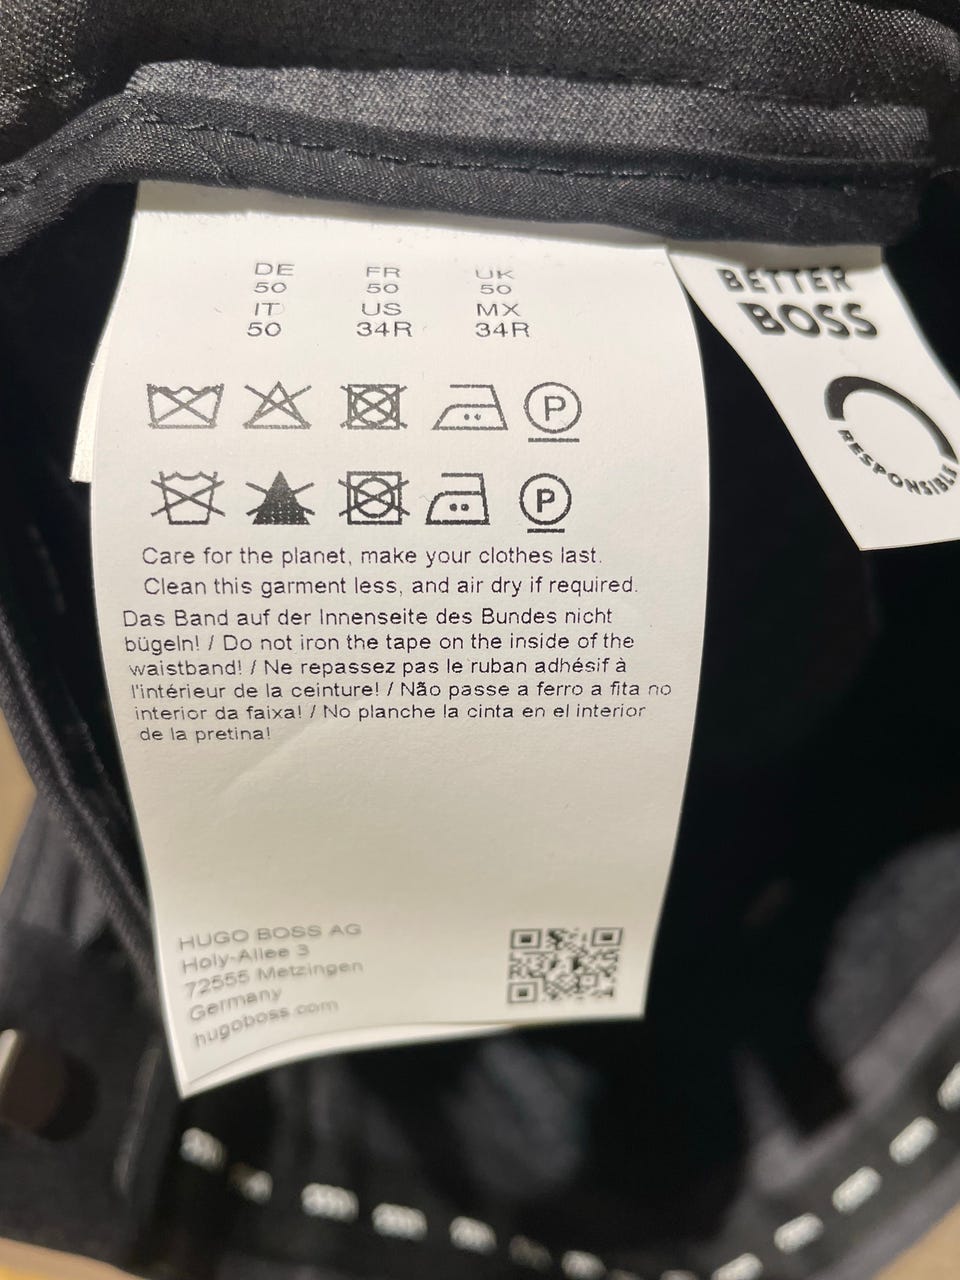 DE FR UK
50 50 50
IT US MX
50 34R 34R
P
P
Care for the planet, make your clothes last.
Clean this garment less, and air dry if required.
Das Band auf der Innenseite des Bundes nicht
bügeln! / Do not iron the tape on the inside of the
waistband! / Ne repassez pas le ruban adhésif à
l'intérieur de la ceinture! / Não passe a ferro a fita no
interior da faixa! / No planche la cinta en el interior
de la pretina!
HUGO BOSS AG
Holy-Allee 3
72555 Metzingen
Germany
hugoboss.com
BETTER
BOSS
RESPONSIBLE